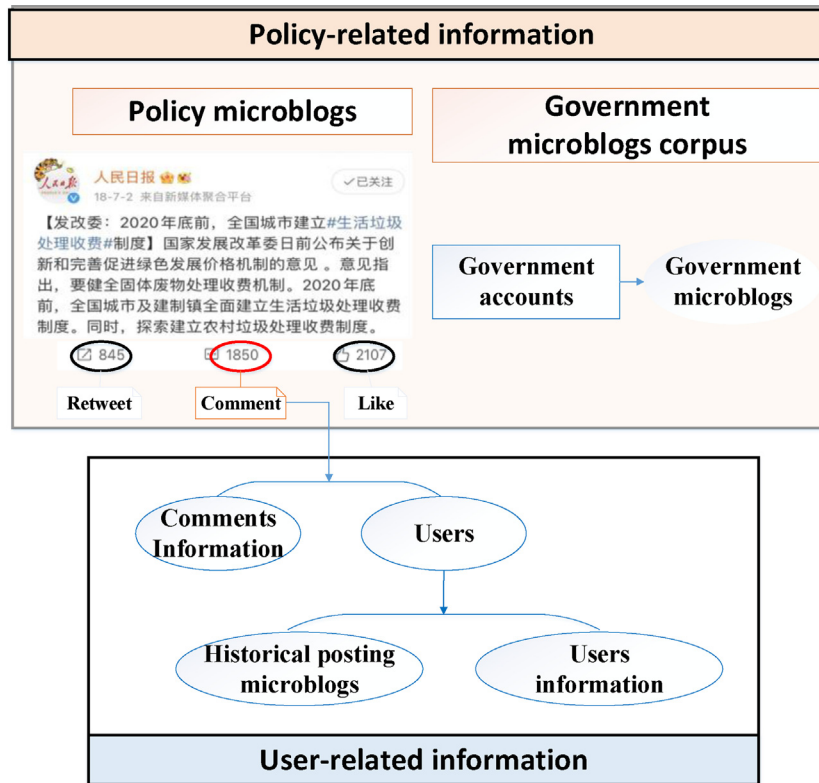 Policy-related information
Policy microblogs
Government
microblogs corpus
人民日报
人民日报
18-7-2 来自新媒体聚合平台
已关注
【发改委：2020年底前，全国城市建立#生活垃圾
处理收费#制度】国家发展改革委日前公布关于创
新和完善促进绿色发展价格机制的意见 。意见指
出，要健全固体废物处理收费机制。2020年底
前，全国城市及建制镇全面建立生活垃圾处理收费
制度。同时，探索建立农村垃圾处理收费制度。
845
1850
2107
Retweet
Comment
Like
Government
accounts
Government
microblogs
Comments
Information
Users
Historical posting
microblogs
Users
information
User-related information